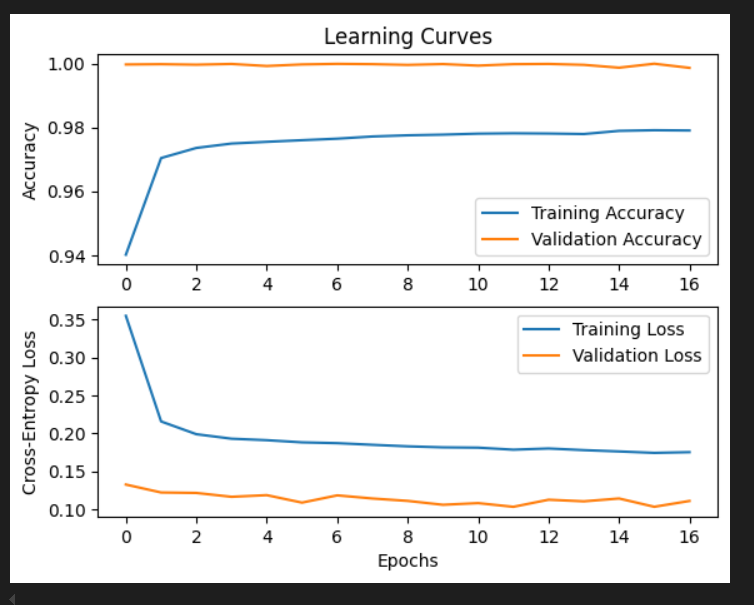 Learning Curves
1.00
0.98
0.96
0.94
Accuracy
Training Accuracy
Validation Accuracy
0 2 4 6 8 10 12 14 16
0.35
0.30
0.25
0.20
0.15
0.10
Cross-Entropy Loss
Training Loss
Validation Loss
0 2 4 6 8 10 12 14 16
Epochs